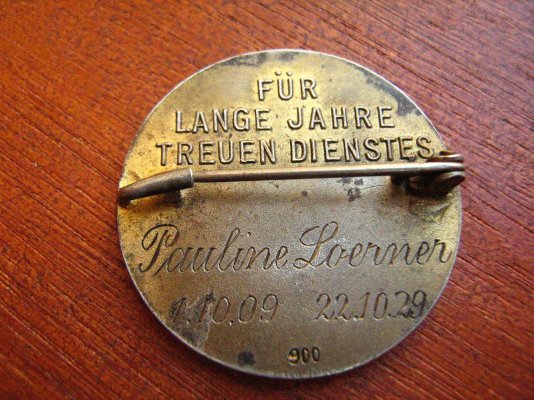 FÜR
LANGE JAHRE
TREUEN DIENSTES
Pauline Loerner
1.10.09 22.10.29
900